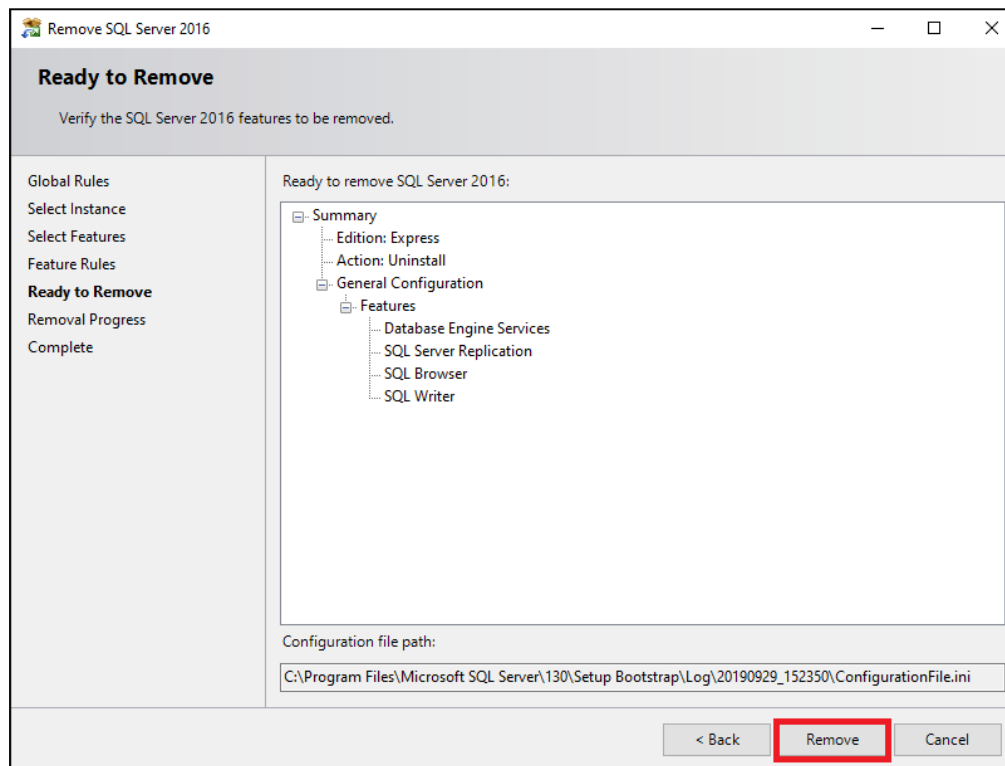 Remove SQL Server 2016
Ready to Remove
Verify the SQL Server 2016 features to be removed.
Global Rules
Select Instance
Select Features
Feature Rules
Ready to Remove
Removal Progress
Complete
Ready to remove SQL Server 2016:
Summary
Edition: Express
Action: Uninstall
General Configuration
Features
Database Engine Services
SQL Server Replication
SQL Browser
SQL Writer
Configuration file path:
C:\Program Files\Microsoft SQL Server\130\Setup Bootstrap\Log\20190929_152350\ConfigurationFile.ini
< Back
Remove
Cancel